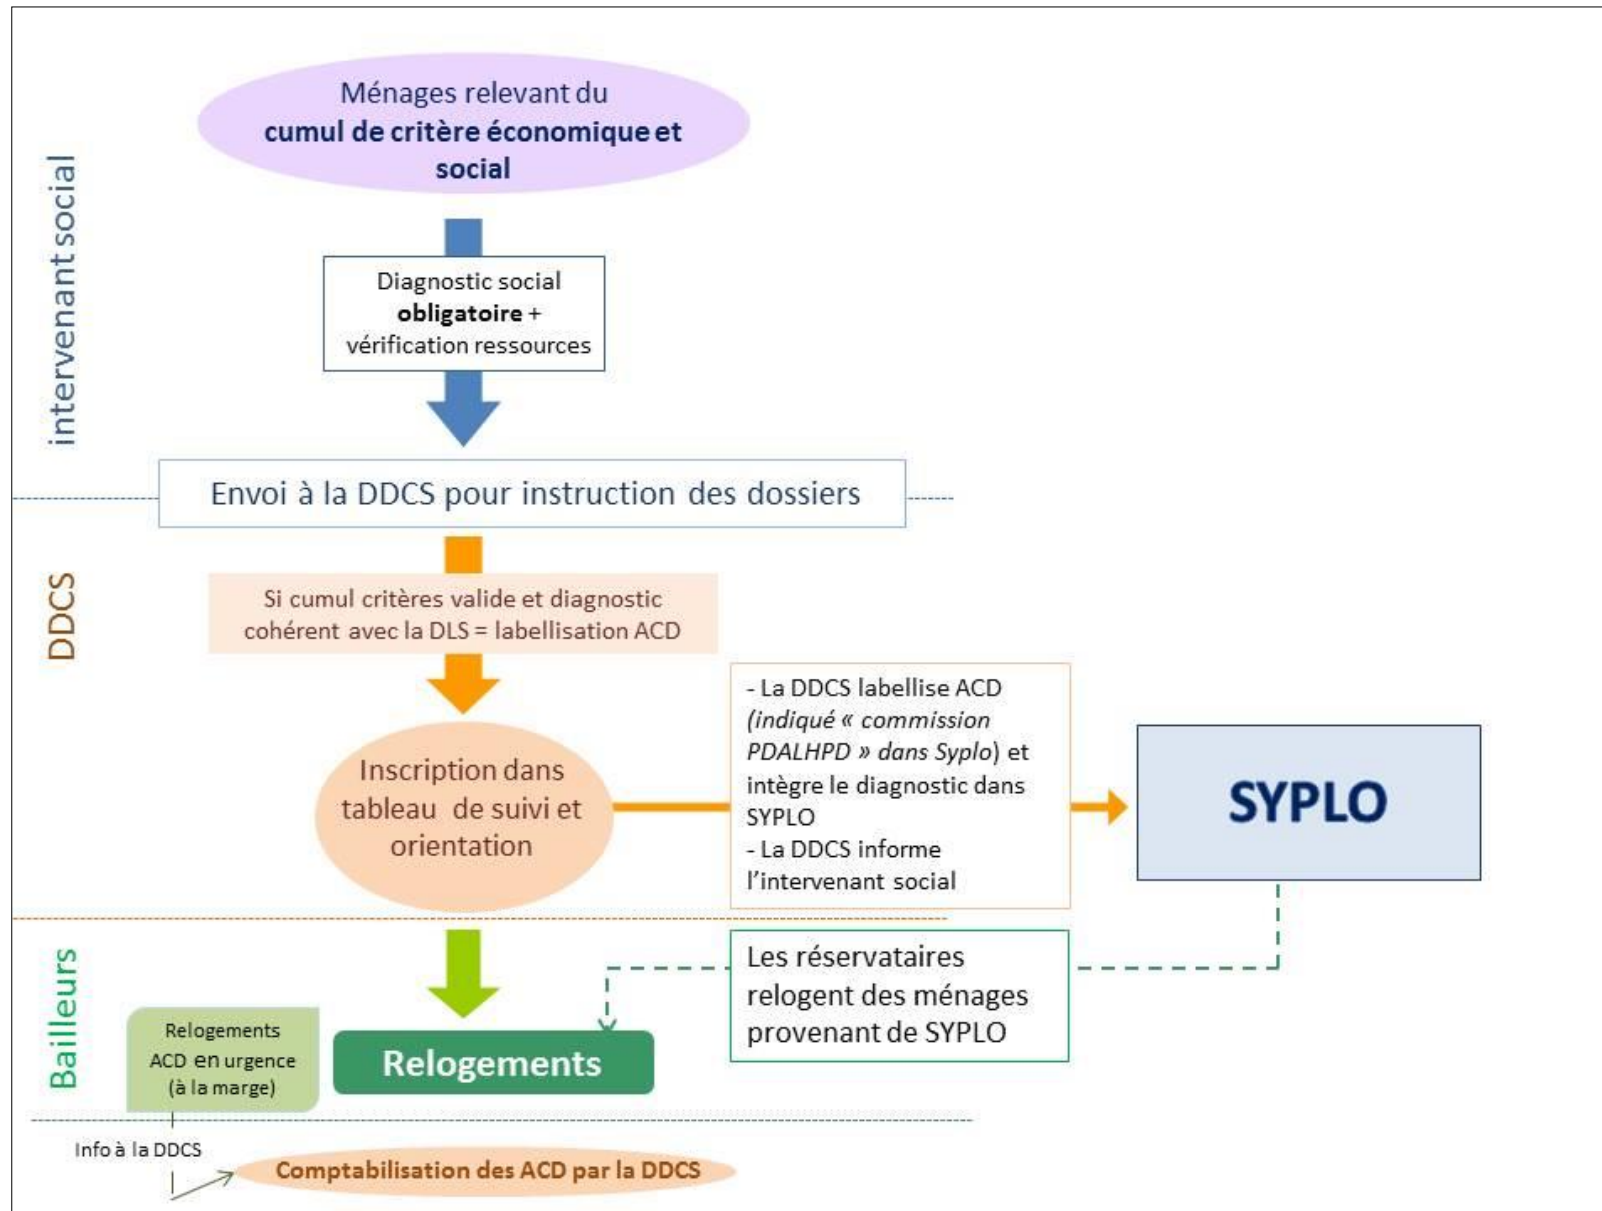 intervenant social
Ménages relevant du
cumul de critère économique et
social
Diagnostic social
obligatoire +
vérification ressources
Envoi à la DDCS pour instruction des dossiers
DDCS
Si cumul critères valide et diagnostic
cohérent avec la DLS = labellisation ACD
Inscription dans
tableau de suivi et
orientation
- La DDCS labellise ACD
(indiqué « commission
PDALHPD » dans Syplo) et
intègre le diagnostic dans
SYPLO
- La DDCS informe
l'intervenant social
SYPLO
Bailleurs
Les réservataires
relogent des ménages
provenant de SYPLO
Relogements
ACD en urgence
(à la marge)
Relogements
Info à la DDCS
Comptabilisation des ACD par la DDCS